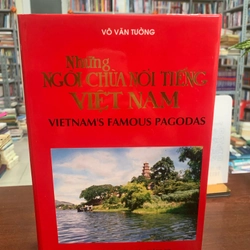 VÕ VĂN TƯỜNG
Những
NGÔI CHÙA NỔI TIẾNG
VIỆT NAM
VIETNAM'S FAMOUS PAGODAS